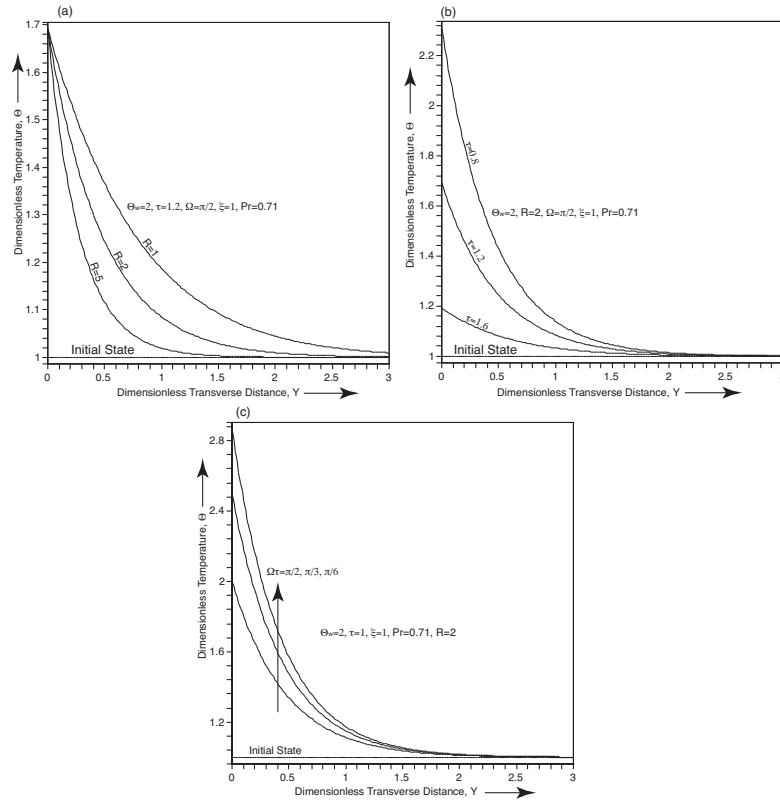 (a)
1.7
1.6
1.5
1.4
1.3
1.2
1.1
1
Dimensionless Temperature, Θ
Θw=2, τ=1.2, Ω=π/2, ξ=1, Pr=0.71
R=1
R=2
R=5
Initial State
0 0.5 1 1.5 2 2.5 3
Dimensionless Transverse Distance, Y
(b)
2.2
2
1.8
1.6
1.4
1.2
1
Dimensionless Temperature, Θ
τ=0.8
Θw=2, R=2, Ω=π/2, ξ=1, Pr=0.71
τ=1.2
τ=1.6
Initial State
0 0.5 1 1.5 2 2.5 3
Dimensionless Transverse Distance, Y
(c)
2.8
2.4
2
1.6
1.2
Dimensionless Temperature, Θ
Ωτ=π/2, π/3, π/6
Θw=2, τ=1, ξ=1, Pr=0.71, R=2
Initial State
0 0.5 1 1.5 2 2.5 3
Dimensionless Transverse Distance, Y